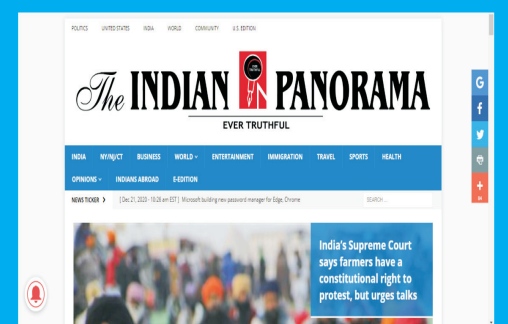 POLITICS UNITED STATES INDIA WORLD COMMUNITY U.S. EDITION
The INDIAN PANORAMA
EVER TRUTHFUL
INDIA NY/NJ/CT BUSINESS WORLD ENTERTAINMENT IMMIGRATION TRAVEL SPORTS HEALTH
OPINIONS INDIANS ABROAD E-EDITION
NEWS TICKER [ Dec 21, 2020 - 10:26 am EST ] Microsoft building new password manager for Edge, Chrome SEARCH ...
India's Supreme Court
says farmers have a
constitutional right to
protest, but urges talks